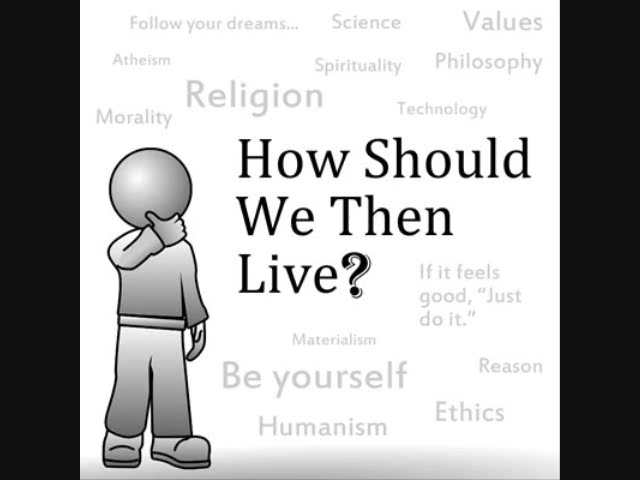 Follow your dreams...
Science
Values
Atheism
Spirituality
Philosophy
Religion
Technology
Morality
How Should
We Then
Live?
If it feels
good, “Just
do it.”
Materialism
Be yourself
Reason
Humanism
Ethics